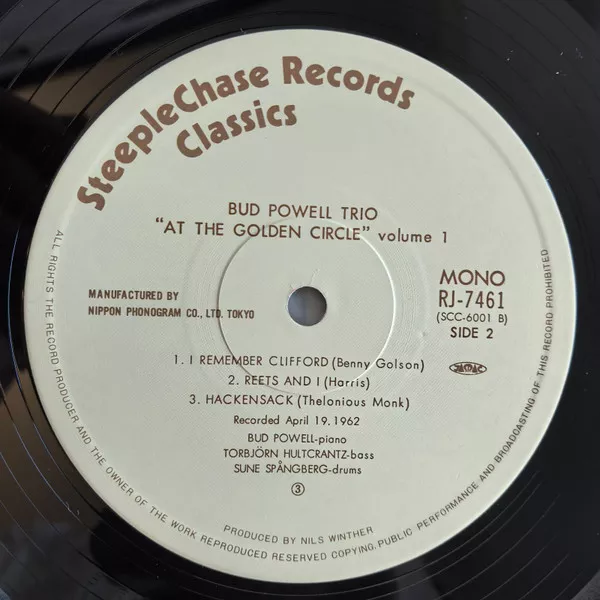 SteepleChase Records
Classics
BUD POWELL TRIO
“AT THE GOLDEN CIRCLE” volume 1
MONO
RJ-7461
(SCC-6001 B)
SIDE 2
MANUFACTURED BY
NIPPON PHONOGRAM CO., LTD. TOKYO
JASRAC
1. I REMEMBER CLIFFORD (Benny Golson)
2. REETS AND I (Harris)
3. HACKENSACK (Thelonious Monk)
Recorded April 19. 1962
BUD POWELL-piano
TORBJÖRN HULTCRANTZ-bass
SUNE SPÅNGBERG-drums
③
PRODUCED BY NILS WINTHER
ALL RIGHTS THE RECORD PRODUCER AND THE OWNER OF THE WORK REPRODUCED RESERVED COPYING, PUBLIC PERFORMANCE AND BROADCASTING OF THIS RECORD PROHIBITED